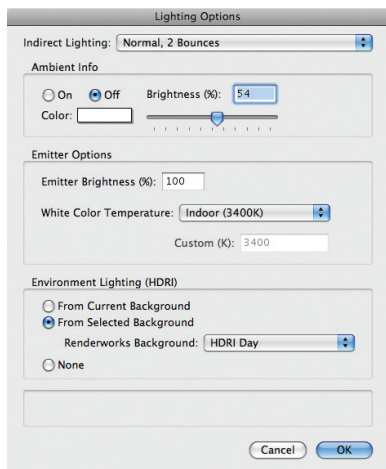 Lighting Options
Indirect Lighting: Normal, 2 Bounces
Ambient Info
On Off Brightness (%): 54
Color:
Emitter Options
Emitter Brightness (%): 100
White Color Temperature: Indoor (3400K)
Custom (K): 3400
Environment Lighting (HDRI)
From Current Background
From Selected Background
Renderworks Background: HDRI Day
None
Cancel OK